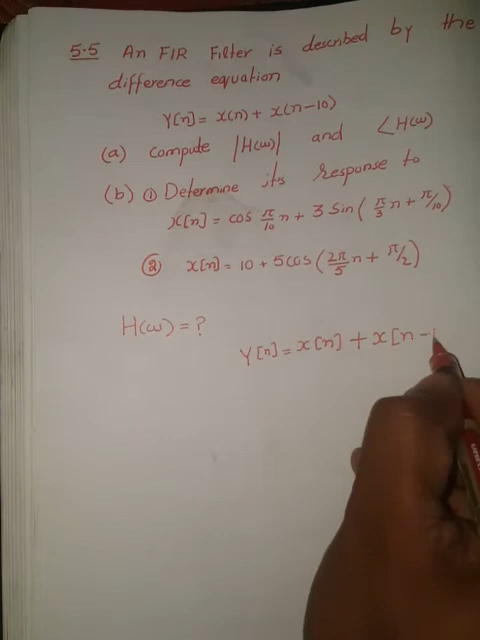 5.5 An FIR Filter is described by the
difference equation
Y[n] = x(n) + x(n-10)
(a) compute |H(ω)| and ∠H(ω)
(b) ① Determine its response to
x[n] = cos π/10 n + 3 Sin(π/3 n + π/10)
② x[n] = 10 + 5cos(2π/5 n + π/2)
H(ω) = ?
Y[n] = x[n] + x[n-